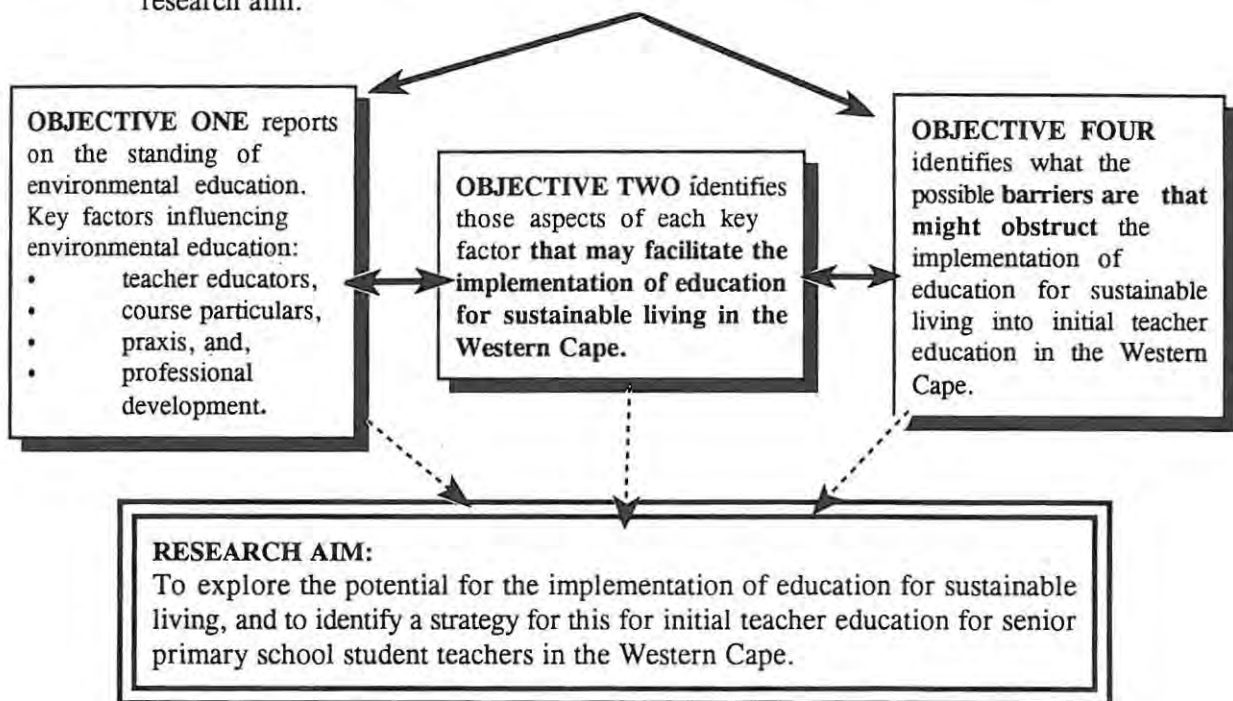 research aim.
OBJECTIVE ONE reports
on the standing of
environmental education.
Key factors influencing
environmental education:
• teacher educators,
• course particulars,
• praxis, and,
• professional
development.
OBJECTIVE TWO identifies
those aspects of each key
factor that may facilitate the
implementation of education
for sustainable living in the
Western Cape.
OBJECTIVE FOUR
identifies what the
possible barriers are that
might obstruct the
implementation of
education for sustainable
living into initial teacher
education in the Western
Cape.
RESEARCH AIM:
To explore the potential for the implementation of education for sustainable
living, and to identify a strategy for this for initial teacher education for senior
primary school student teachers in the Western Cape.